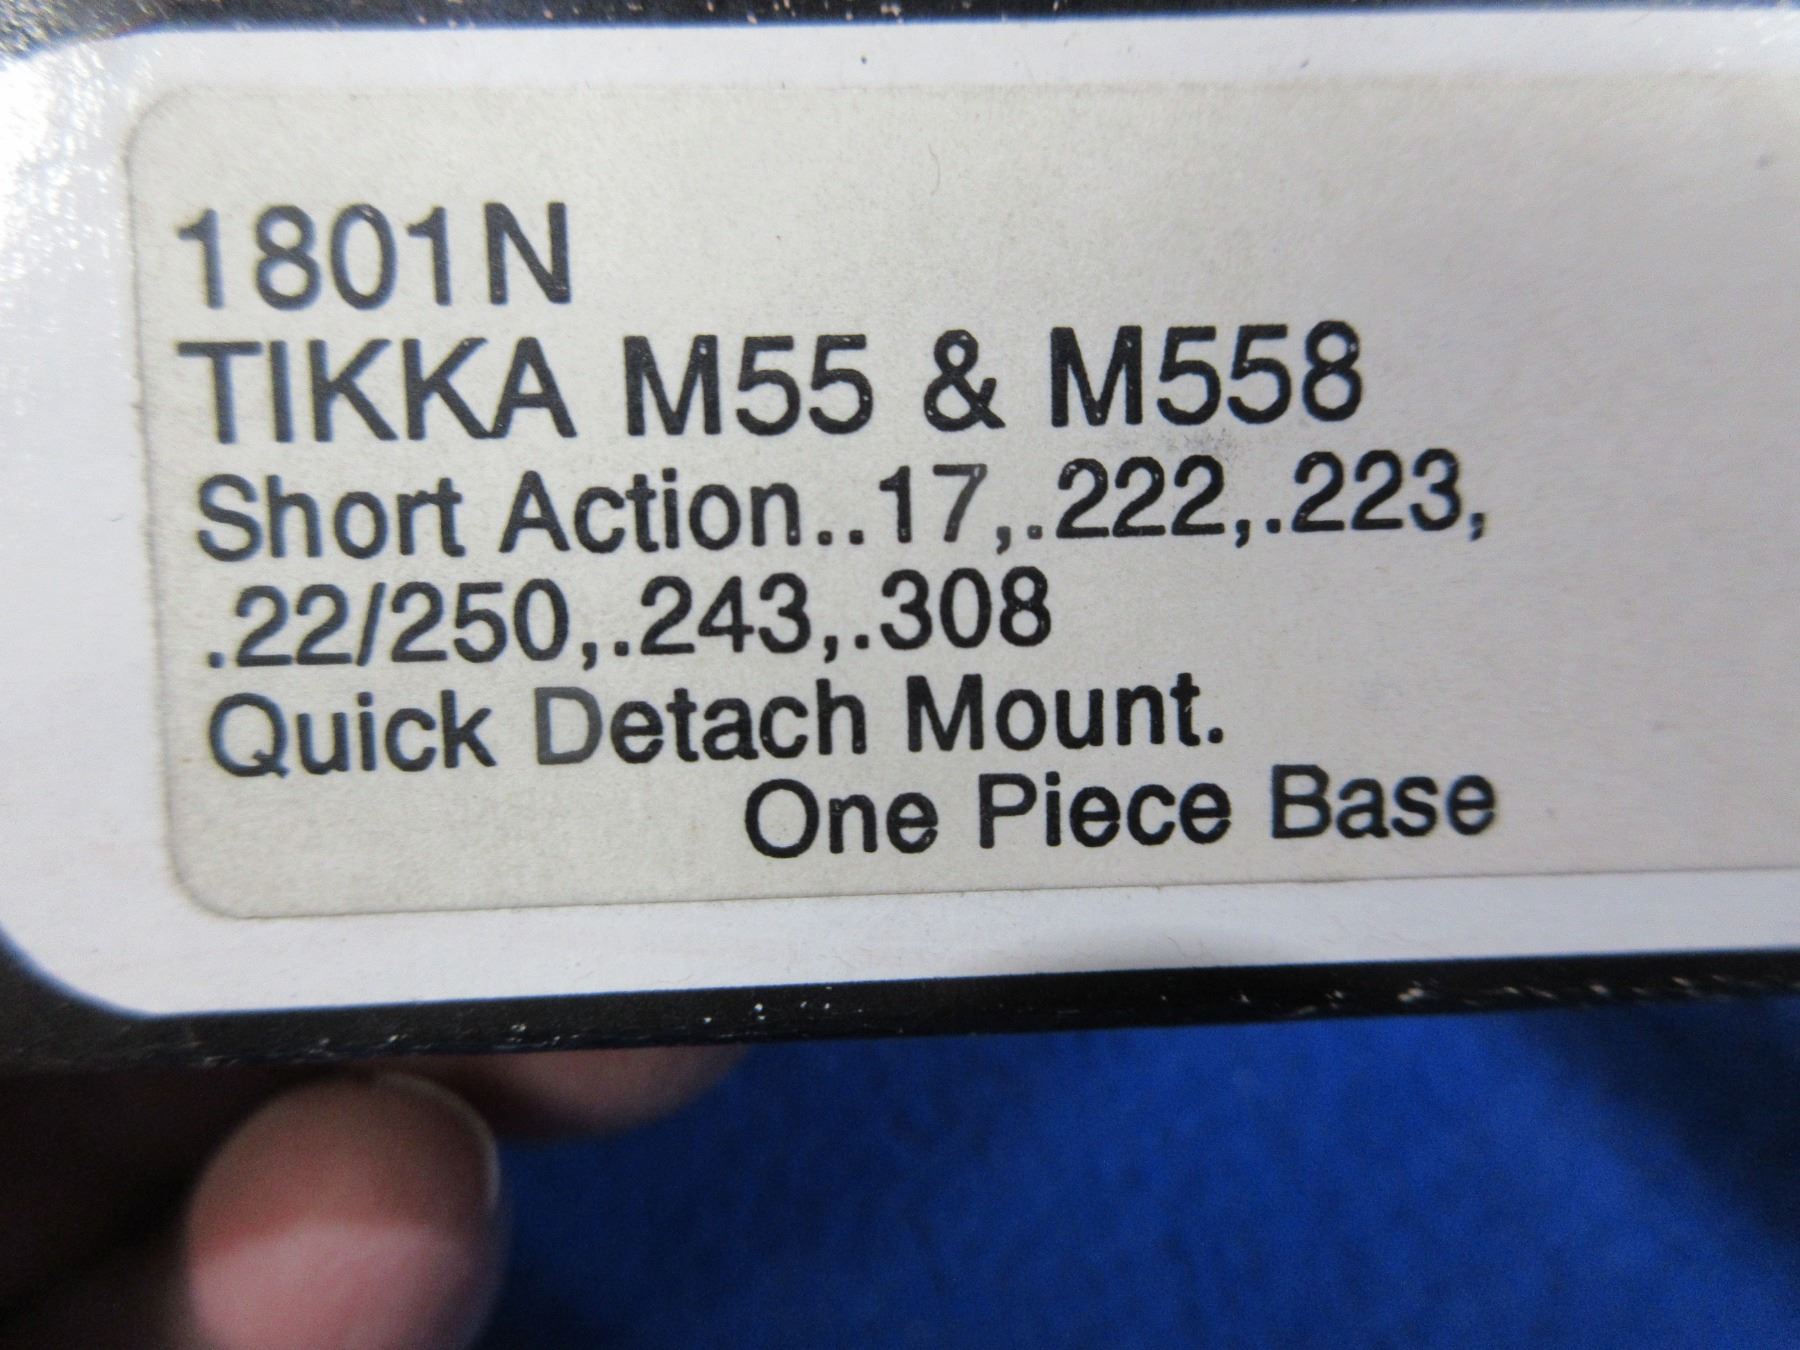 1801N
TIKKA M55 & M558
Short Action..17,.222,.223,
.22/250,.243,.308
Quick Detach Mount.
One Piece Base